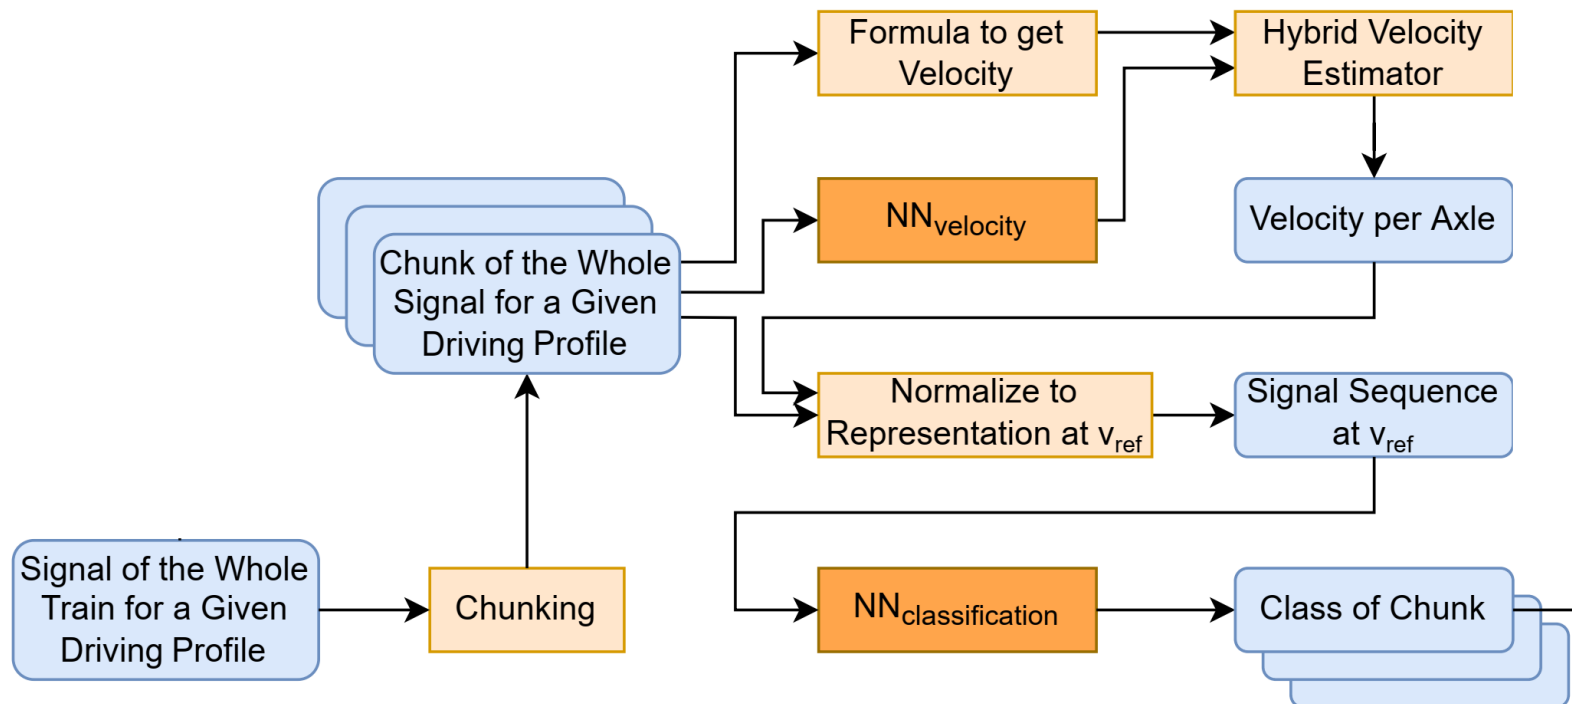 Formula to get
Velocity
Hybrid Velocity
Estimator
NNvelocity
Velocity per Axle
Chunk of the Whole
Signal for a Given
Driving Profile
Normalize to
Representation at vref
Signal Sequence
at vref
Signal of the Whole
Train for a Given
Driving Profile
Chunking
NNclassification
Class of Chunk